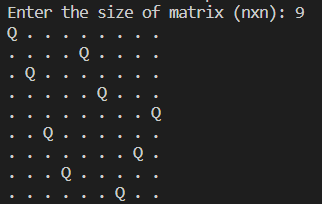 Enter the size of matrix (nxn): 9
Q . . . . . . . .
. . . . Q . . . .
. Q . . . . . . .
. . . . . Q . . .
. . . . . . . . Q
. . Q . . . . . .
. . . . . . . Q .
. . . Q . . . . .
. . . . . . Q . .